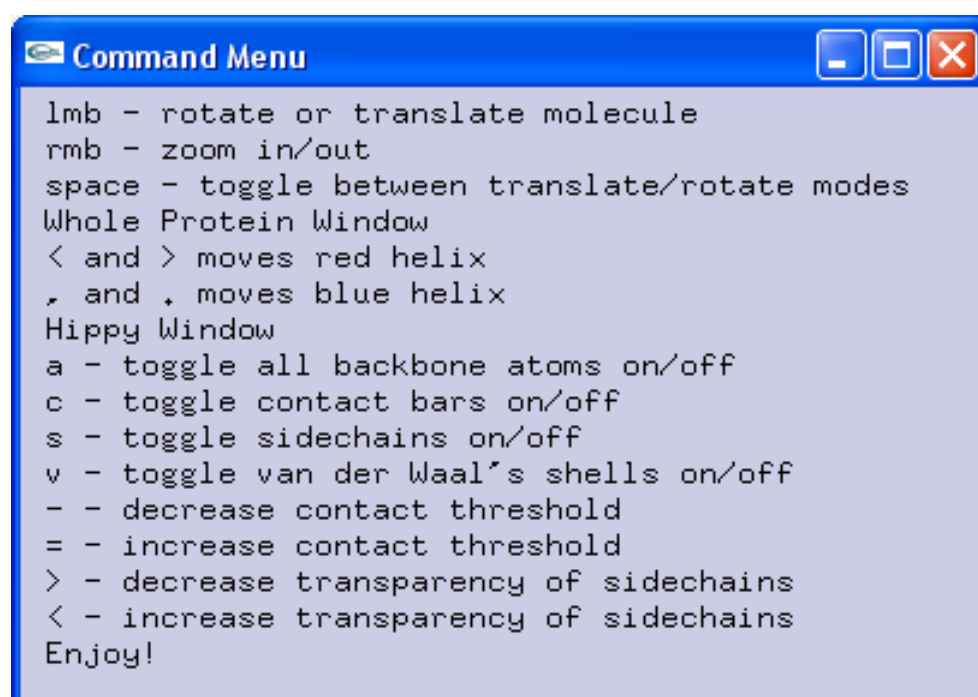 Command Menu
lmb - rotate or translate molecule
rmb - zoom in/out
space - toggle between translate/rotate modes
Whole Protein Window
< and > moves red helix
, and . moves blue helix
Hippy Window
a - toggle all backbone atoms on/off
c - toggle contact bars on/off
s - toggle sidechains on/off
v - toggle van der Waal's shells on/off
- - decrease contact threshold
= - increase contact threshold
> - decrease transparency of sidechains
< - increase transparency of sidechains
Enjoy!